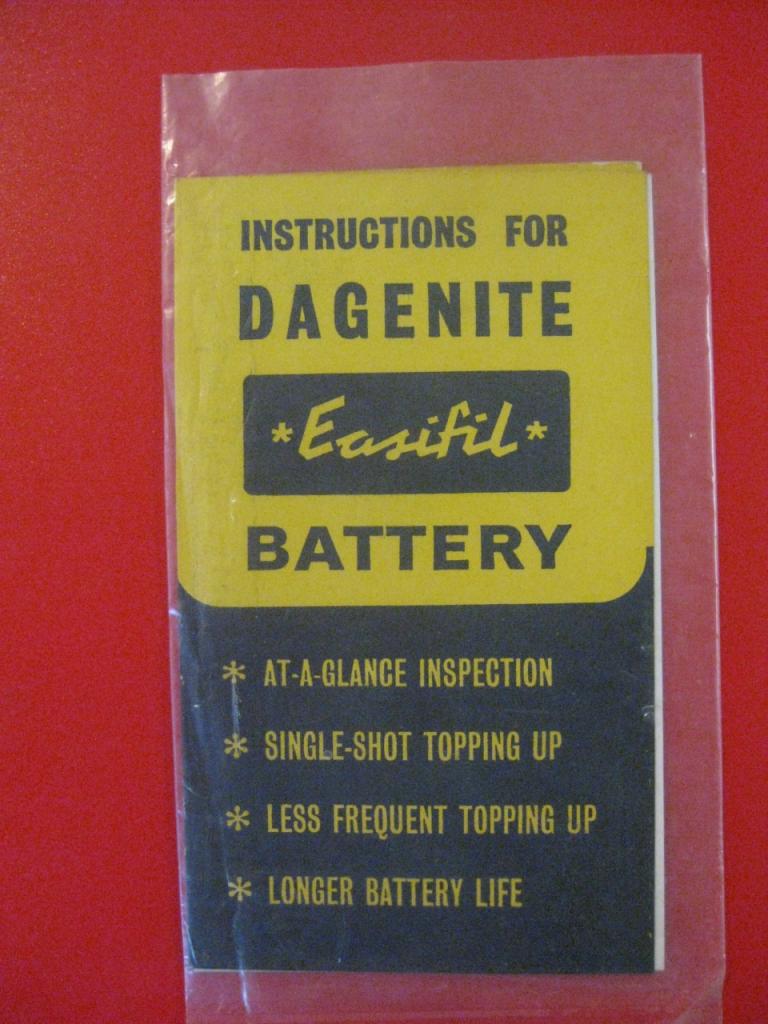 INSTRUCTIONS FOR
DAGENITE
*Easifil*
BATTERY
* AT-A-GLANCE INSPECTION
* SINGLE-SHOT TOPPING UP
* LESS FREQUENT TOPPING UP
* LONGER BATTERY LIFE